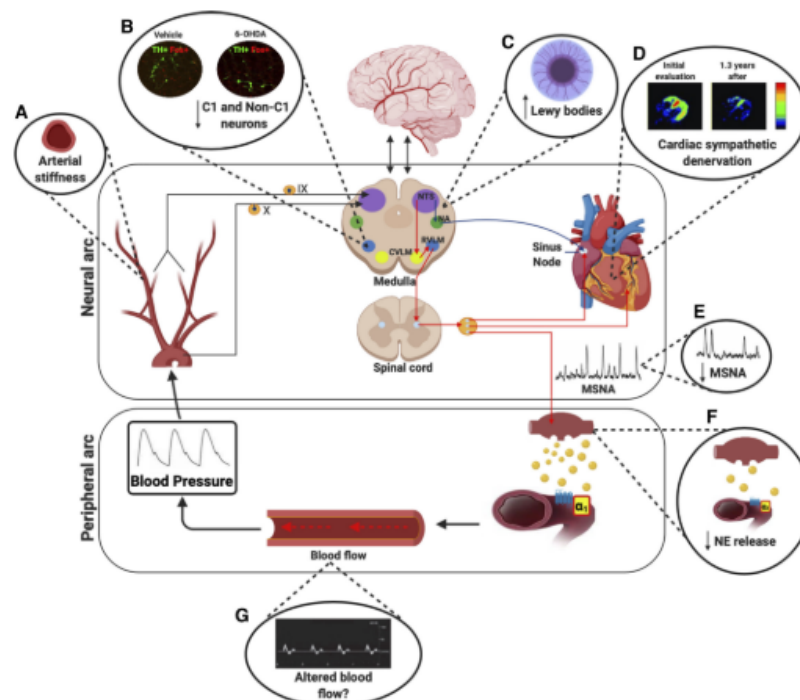 A
Arterial
stiffness
B
Vehicle
6-OHDA
TH+ Fos+
TH+
C1 and Non-C1
neurons
C
Lewy bodies
D
Initial
evaluation
1.3 years
after
Cardiac sympathetic
denervation
Neural arc
IX
X
NTS
NA
RVLM
CVLM
Medulla
Spinal cord
Sinus
Node
MSNA
E
MSNA
F
NE release
Peripheral arc
Blood Pressure
Blood flow
α₁
G
Altered blood
flow?